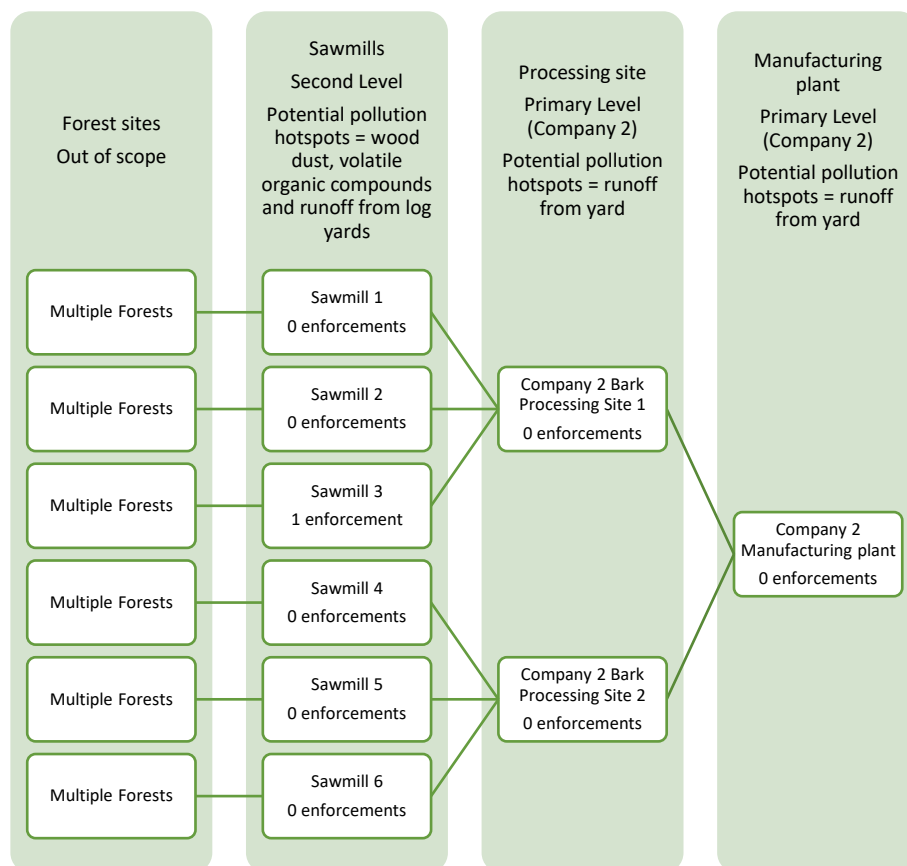 Forest sites
Out of scope
Multiple Forests
Multiple Forests
Multiple Forests
Multiple Forests
Multiple Forests
Multiple Forests
Sawmills
Second Level
Potential pollution
hotspots = wood
dust, volatile
organic compounds
and runoff from log
yards
Sawmill 1
0 enforcements
Sawmill 2
0 enforcements
Sawmill 3
1 enforcement
Sawmill 4
0 enforcements
Sawmill 5
0 enforcements
Sawmill 6
0 enforcements
Processing site
Primary Level
(Company 2)
Potential pollution
hotspots = runoff
from yard
Company 2 Bark
Processing Site 1
0 enforcements
Company 2 Bark
Processing Site 2
0 enforcements
Manufacturing
plant
Primary Level
(Company 2)
Potential pollution
hotspots = runoff
from yard
Company 2
Manufacturing plant
0 enforcements